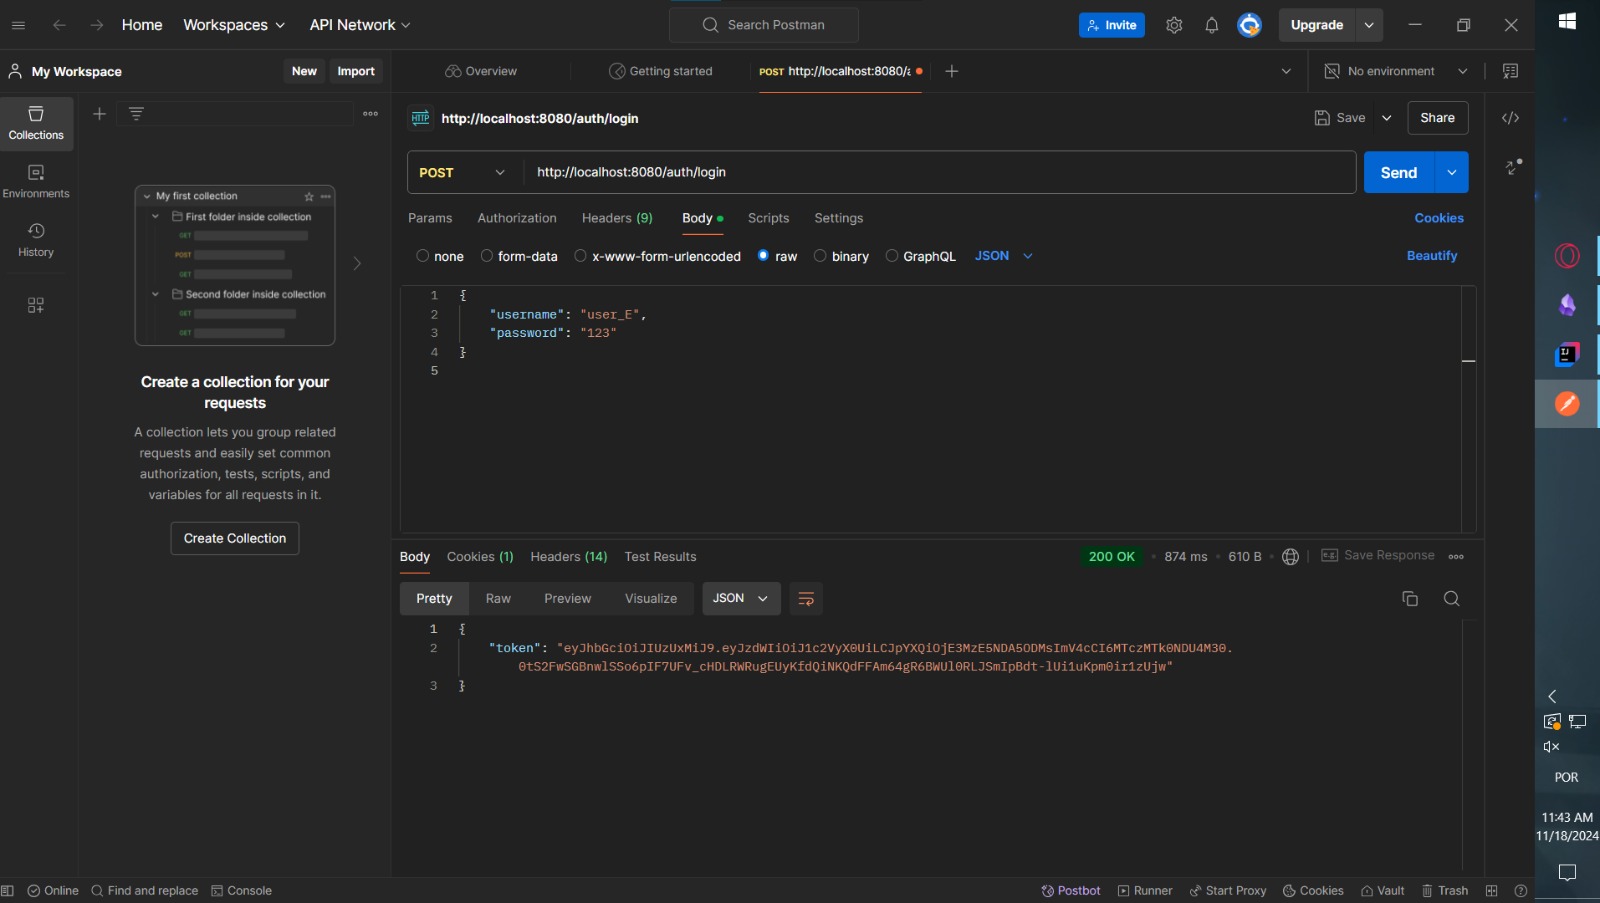 Home
Workspaces
API Network
Search Postman
Invite
Upgrade
My Workspace
New
Import
Overview
Getting started
POST http://localhost:8080/a
No environment
Collections
Environments
History
HTTP http://localhost:8080/auth/login
Save
Share
POST
http://localhost:8080/auth/login
Send
Params
Authorization
Headers (9)
Body
Scripts
Settings
Cookies
none
form-data
x-www-form-urlencoded
raw
binary
GraphQL
JSON
Beautify
1 {
2 "username": "user_E",
3 "password": "123"
4 }
5
My first collection
First folder inside collection
GET
POST
GET
Second folder inside collection
GET
GET
Create a collection for your
requests
A collection lets you group related
requests and easily set common
authorization, tests, scripts, and
variables for all requests in it.
Create Collection
Body
Cookies (1)
Headers (14)
Test Results
200 OK
874 ms
610 B
e.g. Save Response
Pretty
Raw
Preview
Visualize
JSON
1 {
2 "token": "eyJhbGciOiJIUzUxMiJ9.eyJzdWIiOiJ1c2VyX0UiLCJpYXQiOjE3MzE5NDA5ODMsImV4cCI6MTczMTk0NDU4M30.
0tS2FwSGBnwlSSo6pIF7UFv_cHDLRWRugEUyKfdQiNKQdFFAm64gR6BWUl0RLJSmIpBdt-lUi1uKpm0ir1zUjw"
3 }
Online
Find and replace
Console
Postbot
Runner
Start Proxy
Cookies
Vault
Trash
IJ
POR
11:43 AM
11/18/2024